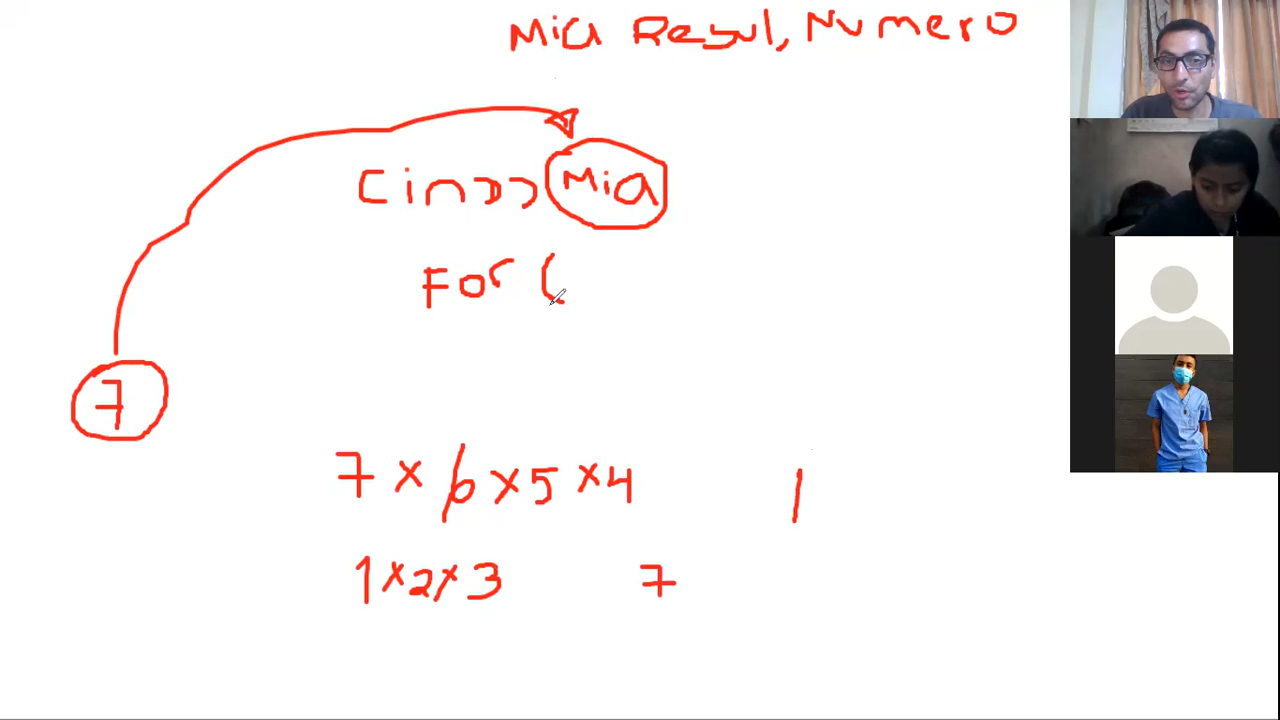 Mia Resul, Numero
Cin>> Mia
For (
7
7 x 6 x 5 x 4 1
1 x 2 x 3 7